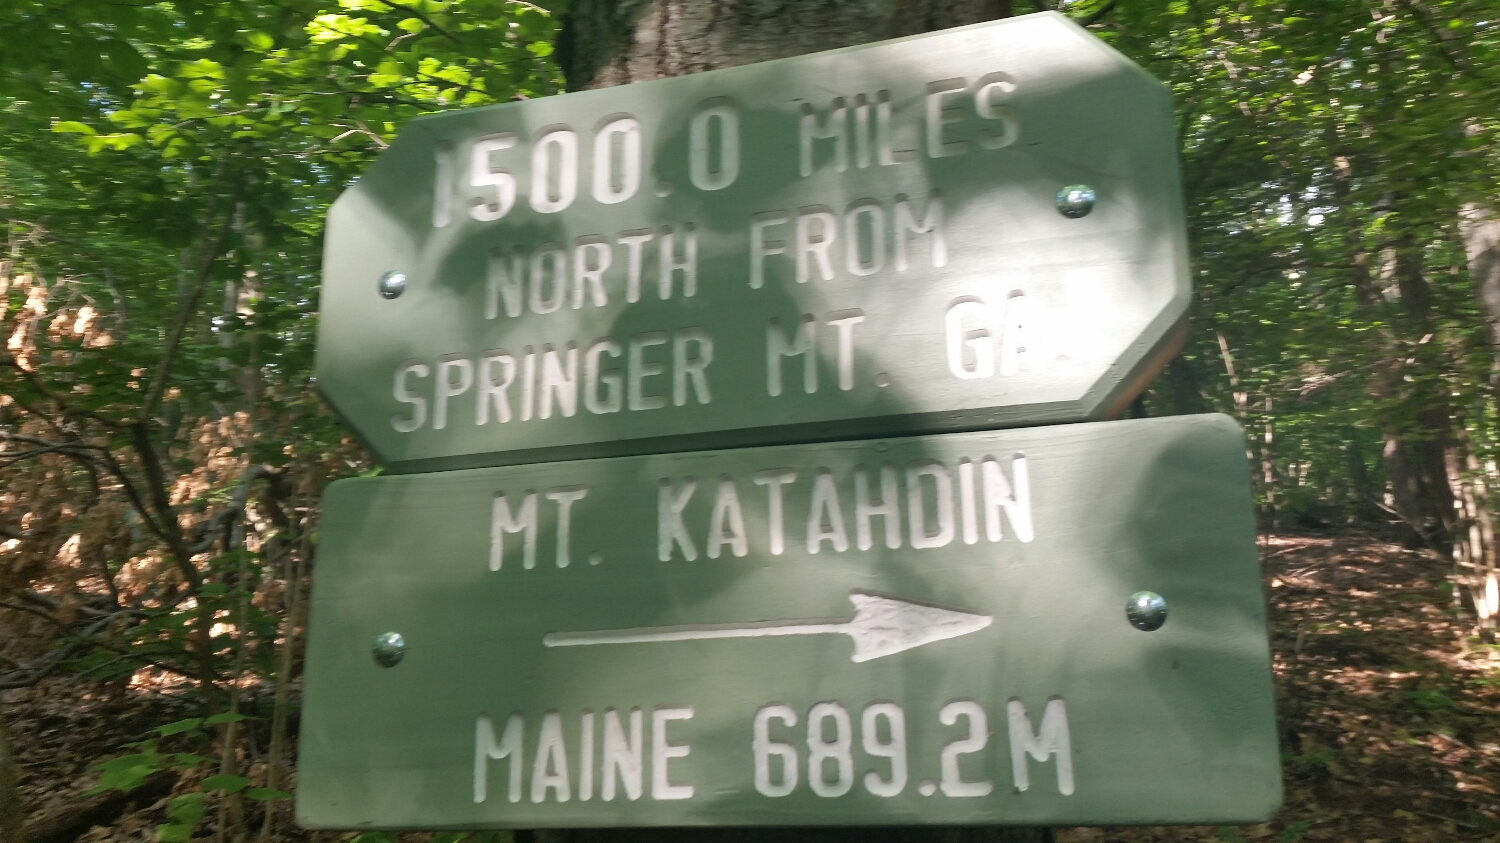 1500.0 MILES
NORTH FROM
SPRINGER MT. GA.
MT. KATAHDIN
MAINE 689.2M